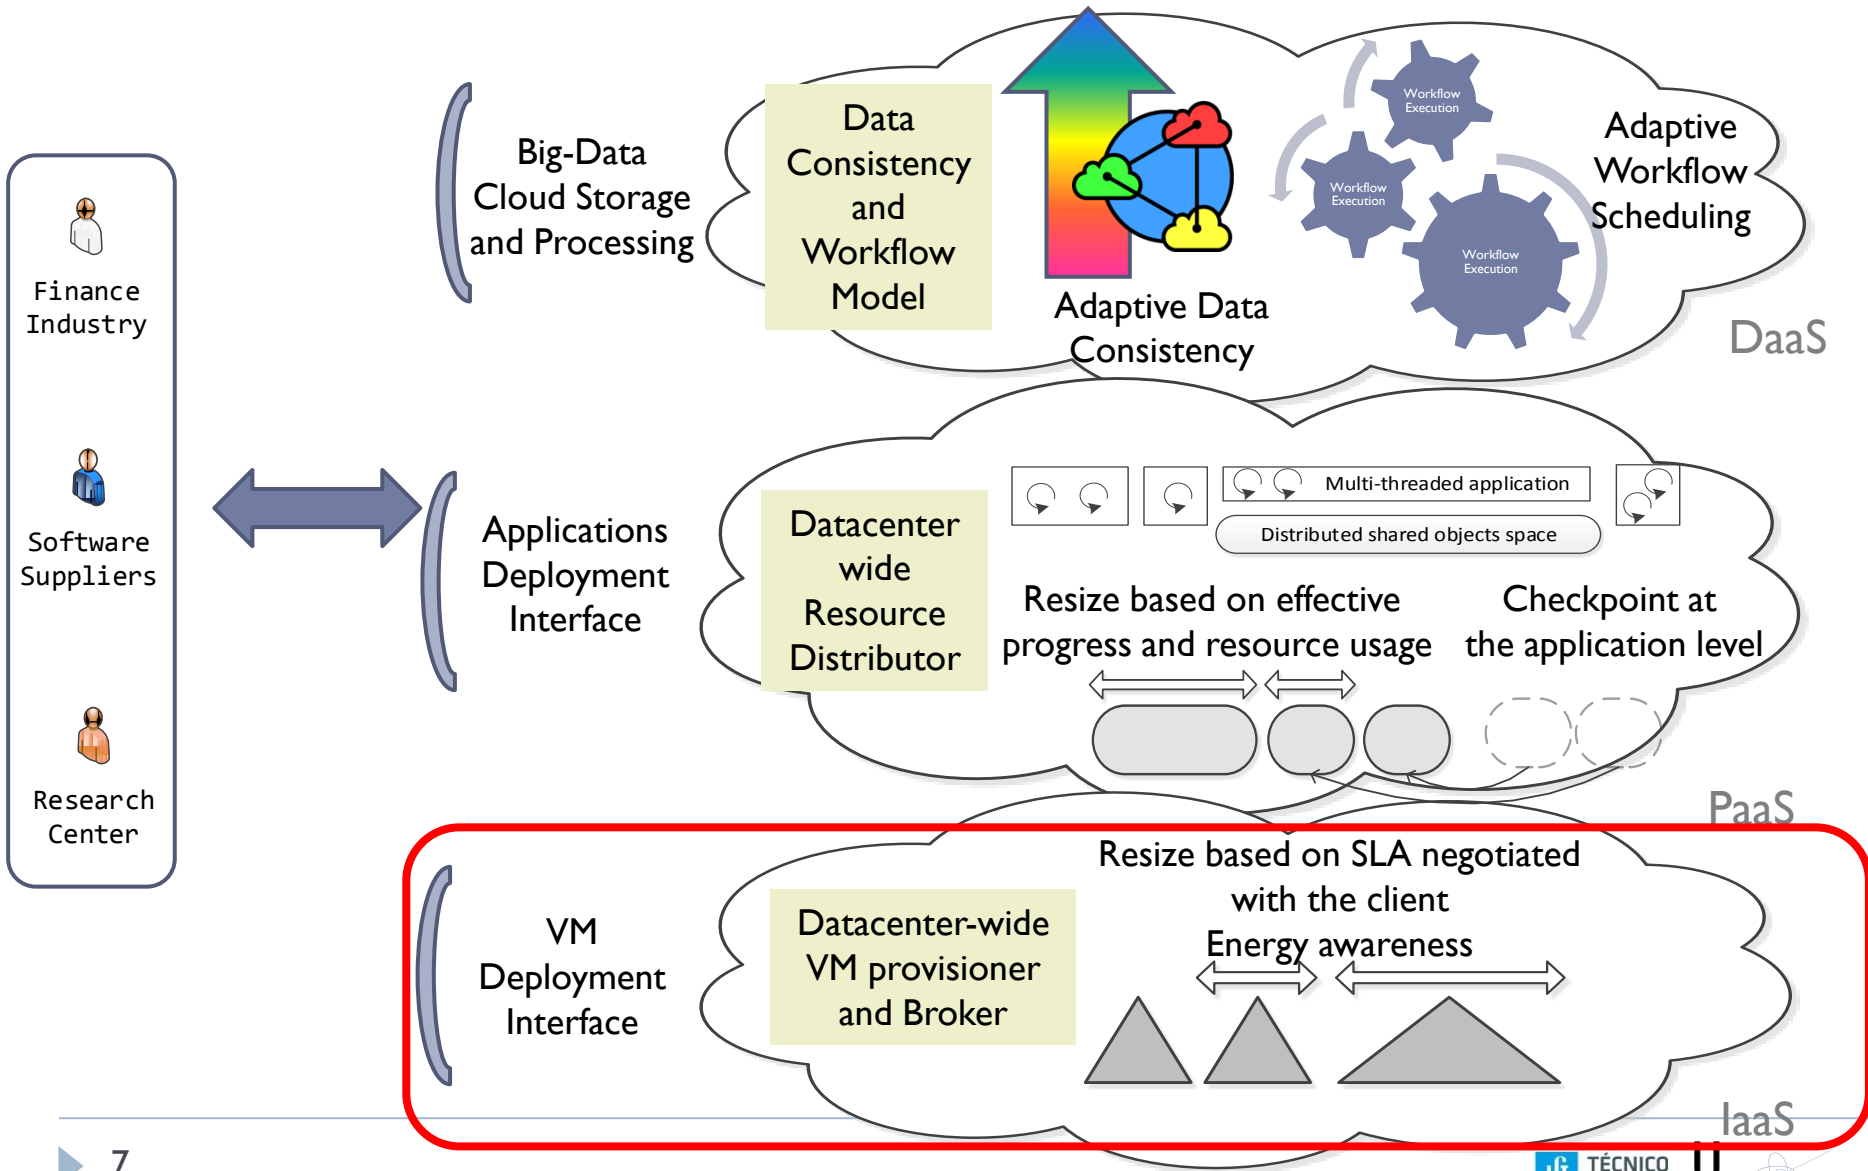 Finance
Industry
Software
Suppliers
Research
Center
Big-Data
Cloud Storage
and Processing
Data
Consistency
and
Workflow
Model
Adaptive Data
Consistency
Workflow
Execution
Workflow
Execution
Workflow
Execution
Adaptive
Workflow
Scheduling
DaaS
Applications
Deployment
Interface
Datacenter
wide
Resource
Distributor
Multi-threaded application
Distributed shared objects space
Resize based on effective
progress and resource usage
Checkpoint at
the application level
PaaS
VM
Deployment
Interface
Datacenter-wide
VM provisioner
and Broker
Resize based on SLA negotiated
with the client
Energy awareness
IaaS
7
TÉCNICO